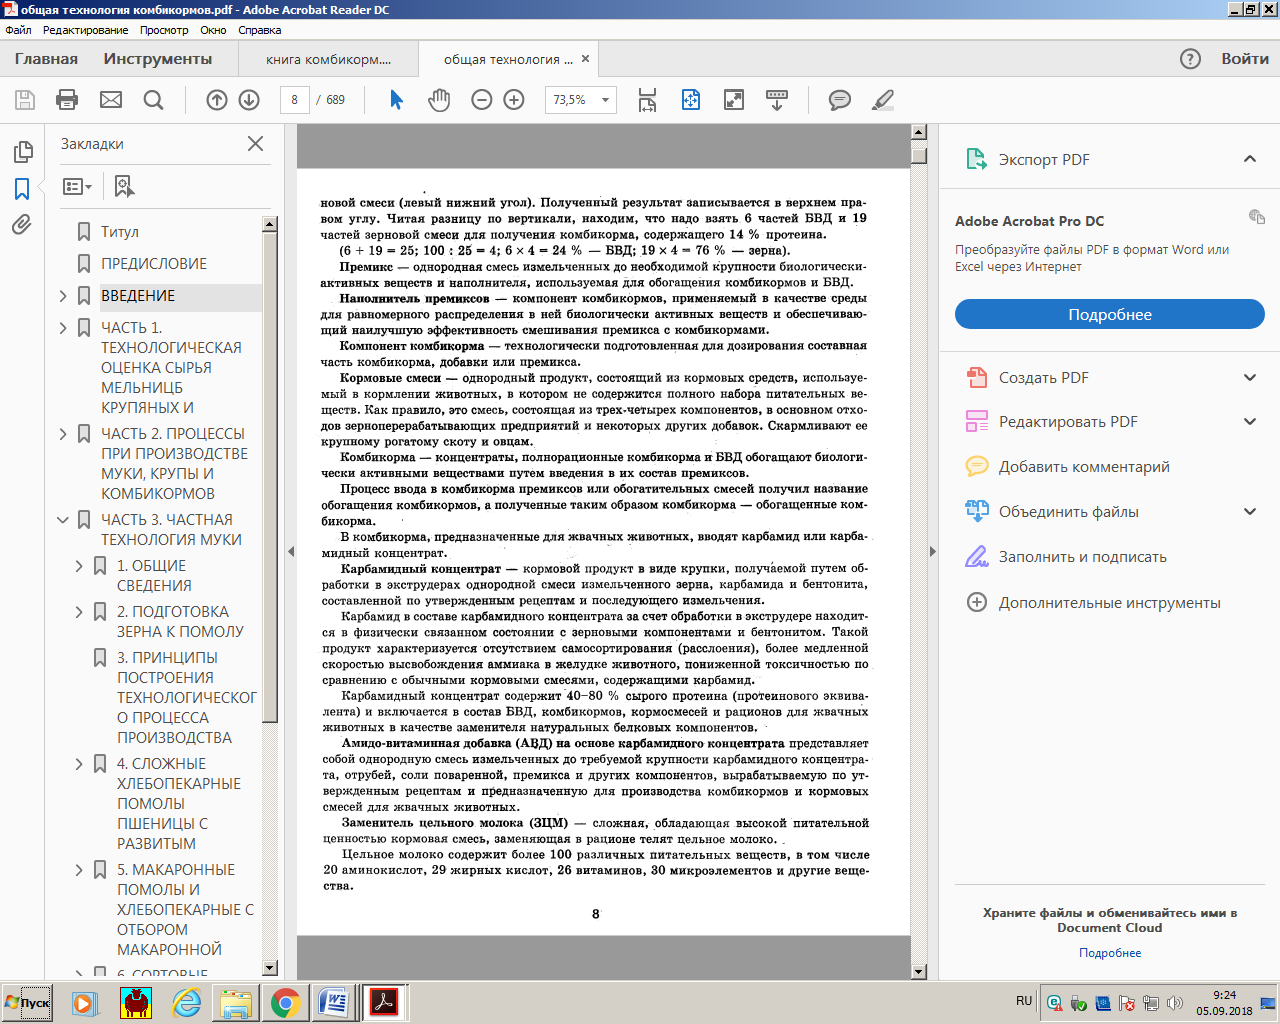 общая технология комбикормов.pdf - Adobe Acrobat Reader DC
Файл Редактирование Просмотр Окно Справка
Главная Инструменты книга комбикорм.... общая технология ... × Войти
8 / 689 73,5%
Закладки
Титул
ПРЕДИСЛОВИЕ
ВВЕДЕНИЕ
ЧАСТЬ 1.
ТЕХНОЛОГИЧЕСКАЯ
ОЦЕНКА СЫРЬЯ
МЕЛЬНИЦЬ
КРУПЯНЫХ И
ЧАСТЬ 2. ПРОЦЕССЫ
ПРИ ПРОИЗВОДСТВЕ
МУКИ, КРУПЫ И
КОМБИКОРМОВ
ЧАСТЬ 3. ЧАСТНАЯ
ТЕХНОЛОГИЯ МУКИ
1. ОБЩИЕ
СВЕДЕНИЯ
2. ПОДГОТОВКА
ЗЕРНА К ПОМОЛУ
3. ПРИНЦИПЫ
ПОСТРОЕНИЯ
ТЕХНОЛОГИЧЕСКОГ
О ПРОЦЕССА
ПРОИЗВОДСТВА
4. СЛОЖНЫЕ
ХЛЕБОПЕКАРНЫЕ
ПОМОЛЫ
ПШЕНИЦЫ С
РАЗВИТЫМ
5. МАКАРОННЫЕ
ПОМОЛЫ И
ХЛЕБОПЕКАРНЫЕ С
ОТБОРОМ
МАКАРОННОЙ
6. СОРТОВЫЕ
новой смеси (левый нижний угол). Полученный результат записывается в верхнем пра-
вом углу. Читая разницу по вертикали, находим, что надо взять 6 частей БВД и 19
частей зерновой смеси для получения комбикорма, содержащего 14 % протеина.
(6 + 19 = 25; 100 : 25 = 4; 6 × 4 = 24 % — БВД; 19 × 4 = 76 % — зерна).
Премикс — однородная смесь измельченных до необходимой крупности биологически-
активных веществ и наполнителя, используемая для обогащения комбикормов и БВД.
Наполнитель премиксов — компонент комбикормов, применяемый в качестве среды
для равномерного распределения в ней биологически активных веществ и обеспечиваю-
щий наилучшую эффективность смешивания премикса с комбикормами.
Компонент комбикорма — технологически подготовленная для дозирования составная
часть комбикорма, добавки или премикса.
Кормовые смеси — однородный продукт, состоящий из кормовых средств, используе-
мый в кормлении животных, в котором не содержится полного набора питательных ве-
ществ. Как правило, это смесь, состоящая из трех-четырех компонентов, в основном отхо-
дов зерноперерабатывающих предприятий и некоторых других добавок. Скармливают ее
крупному рогатому скоту и овцам.
Комбикорма — концентраты, полнорационные комбикорма и БВД обогащают биологи-
чески активными веществами путем введения в их состав премиксов.
Процесс ввода в комбикорма премиксов или обогатительных смесей получил название
обогащения комбикормов, а полученные таким образом комбикорма — обогащенные ком-
бикорма.
В комбикорма, предназначенные для жвачных животных, вводят карбамид или карба-
мидный концентрат.
Карбамидный концентрат — кормовой продукт в виде крупки, получаемой путем об-
работки в экструдерах однородной смеси измельченного зерна, карбамида и бентонита,
составленной по утвержденным рецептам и последующего измельчения.
Карбамид в составе карбамидного концентрата за счет обработки в экструдере находит-
ся в физически связанном состоянии с зерновыми компонентами и бентонитом. Такой
продукт характеризуется отсутствием самосортирования (расслоения), более медленной
скоростью высвобождения аммиака в желудке животного, пониженной токсичностью по
сравнению с обычными кормовыми смесями, содержащими карбамид.
Карбамидный концентрат содержит 40–80 % сырого протеина (протеинового эквива-
лента) и включается в состав БВД, комбикормов, кормосмесей и рационов для жвачных
животных в качестве заменителя натуральных белковых компонентов.
Амидо-витаминная добавка (АВД) на основе карбамидного концентрата представляет
собой однородную смесь измельченных до требуемой крупности карбамидного концентра-
та, отрубей, соли поваренной, премикса и других компонентов, вырабатываемую по ут-
вержденным рецептам и предназначенную для производства комбикормов и кормовых
смесей для жвачных животных.
Заменитель цельного молока (ЗЦМ) — сложная, обладающая высокой питательной
ценностью кормовая смесь, заменяющая в рационе телят цельное молоко.
Цельное молоко содержит более 100 различных питательных веществ, в том числе
20 аминокислот, 29 жирных кислот, 26 витаминов, 30 микроэлементов и другие веще-
ства.
8
Экспорт PDF
Adobe Acrobat Pro DC
Преобразуйте файлы PDF в формат Word или
Excel через Интернет
Подробнее
Создать PDF
Редактировать PDF
Добавить комментарий
Объединить файлы
Заполнить и подписать
Дополнительные инструменты
Храните файлы и обменивайтесь ими в
Document Cloud
Подробнее
Пуск RU 9:24
05.09.2018